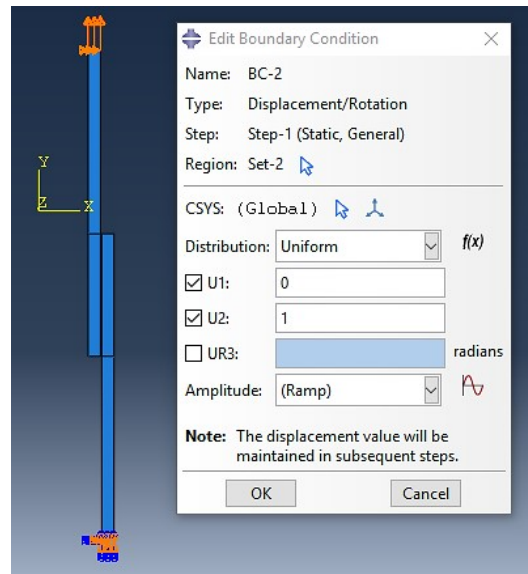 Edit Boundary Condition
Name: BC-2
Type: Displacement/Rotation
Step: Step-1 (Static, General)
Region: Set-2
CSYS: (Global)
Distribution: Uniform f(x)
U1: 0
U2: 1
UR3: radians
Amplitude: (Ramp)
Note: The displacement value will be
maintained in subsequent steps.
OK Cancel
Y
Z X